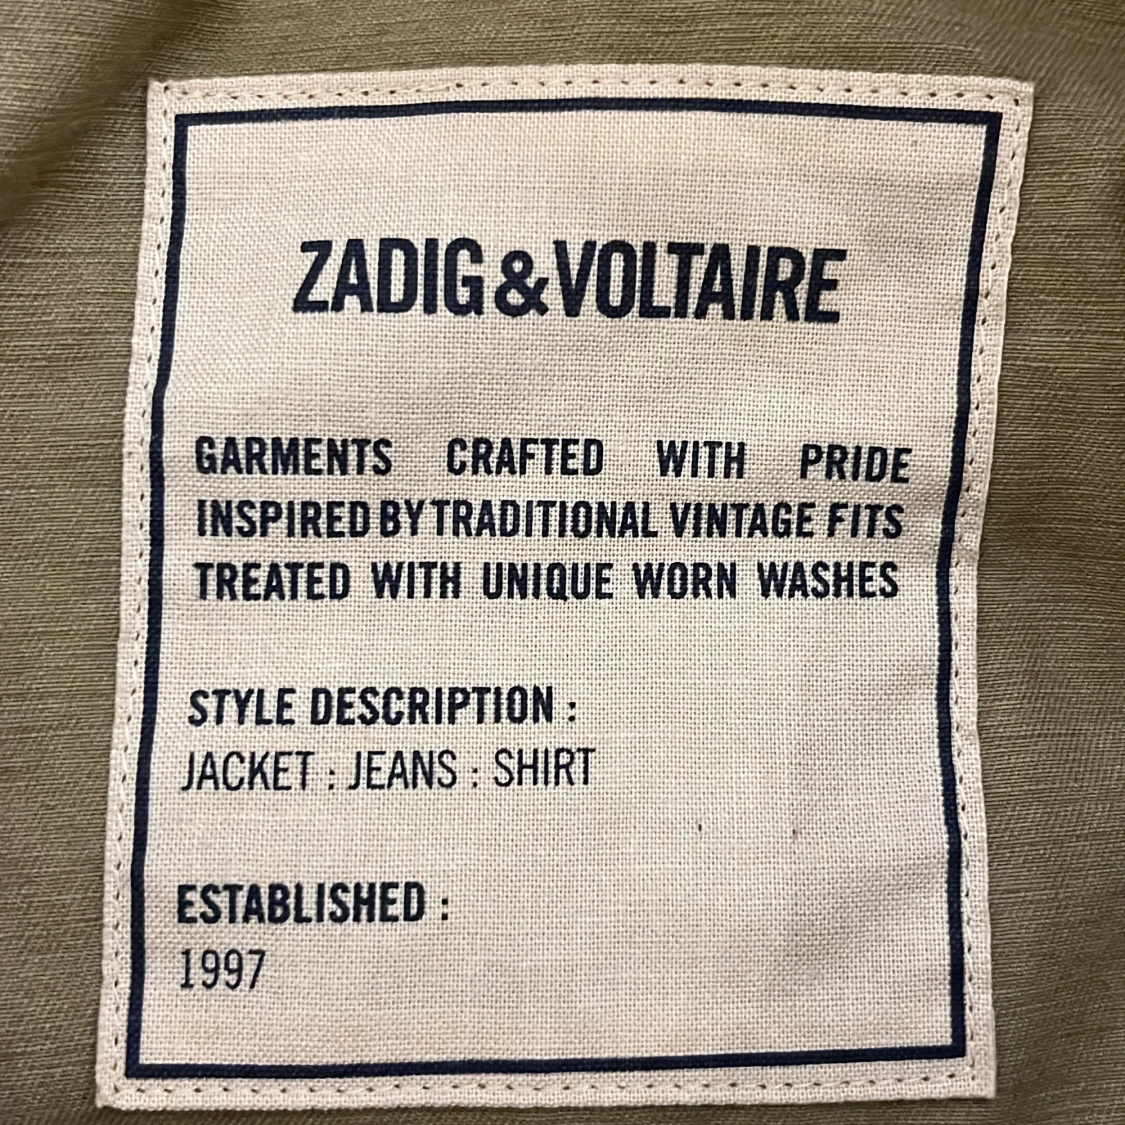 ZADIG&VOLTAIRE
GARMENTS CRAFTED WITH PRIDE
INSPIRED BY TRADITIONAL VINTAGE FITS
TREATED WITH UNIQUE WORN WASHES
STYLE DESCRIPTION :
JACKET : JEANS : SHIRT
ESTABLISHED :
1997